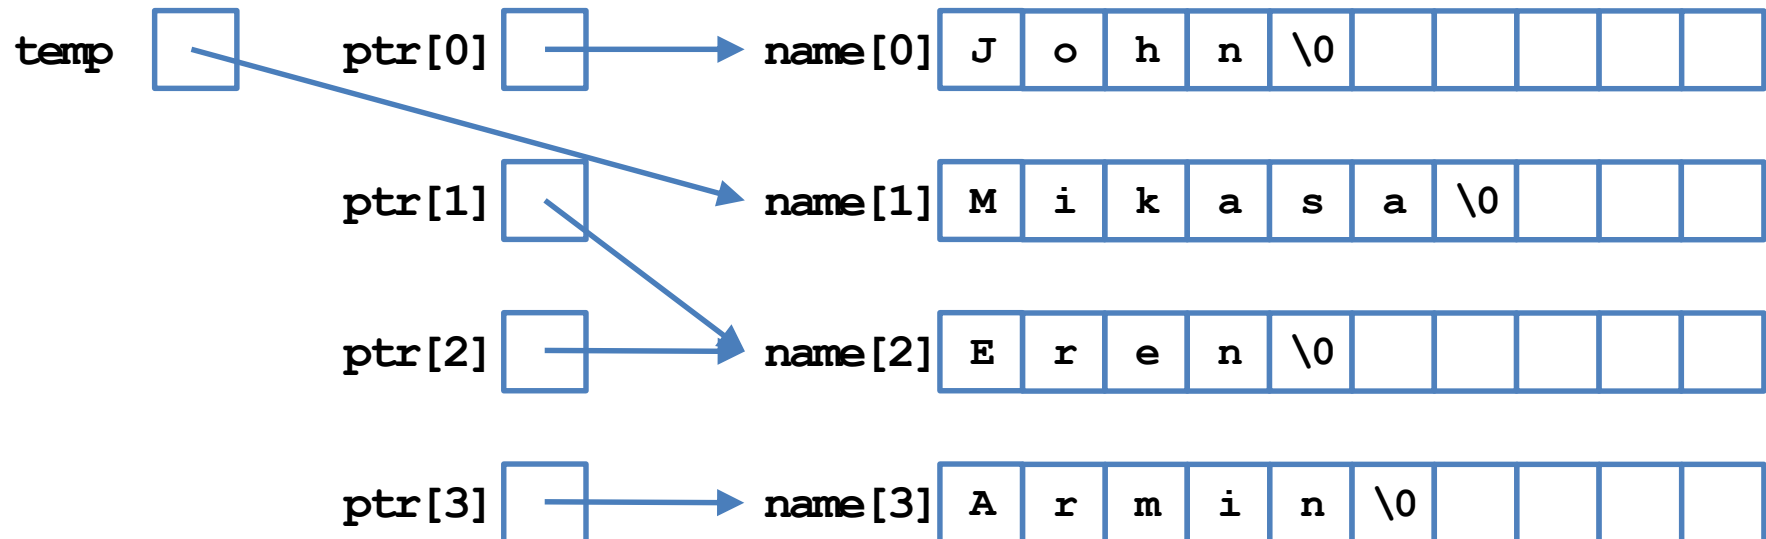 temp ptr[0] name[0] J o h n \0
ptr[1] name[1] M i k a s a \0
ptr[2] name[2] E r e n \0
ptr[3] name[3] A r m i n \0